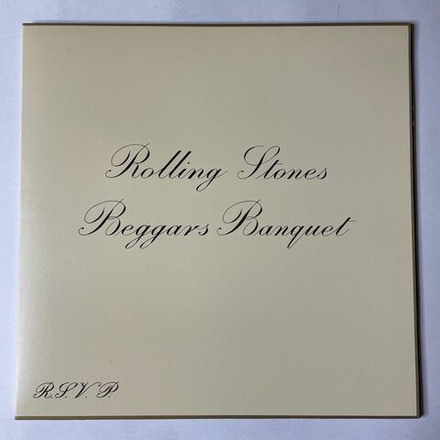 Rolling Stones
Beggars Banquet
R.S.V.P.